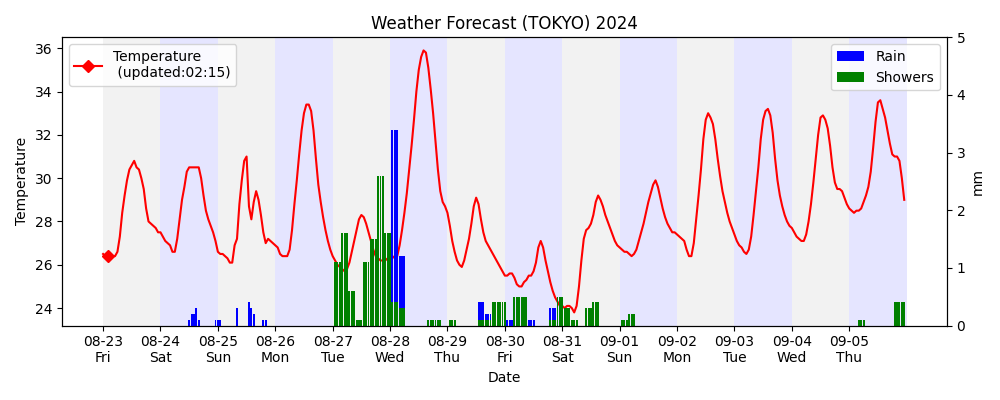 Weather Forecast (TOKYO) 2024
Temperature
(updated:02:15)
Rain
Showers
Temperature
36
34
32
30
28
26
24
5
4
3
2
1
0
mm
08-23 08-24 08-25 08-26 08-27 08-28 08-29 08-30 08-31 09-01 09-02 09-03 09-04 09-05
Fri Sat Sun Mon Tue Wed Thu Fri Sat Sun Mon Tue Wed Thu
Date